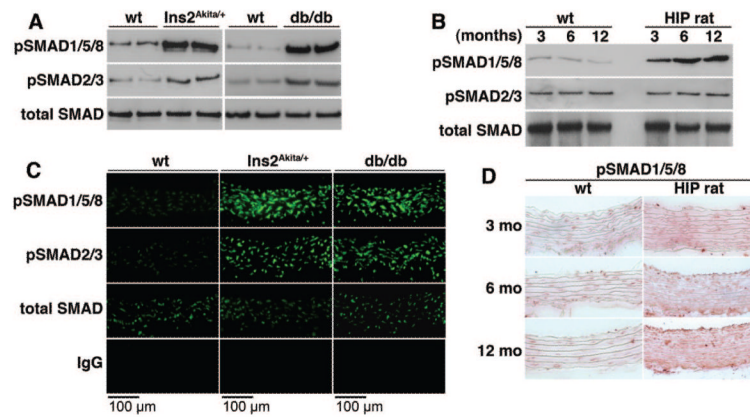 A
wt Ins2Akita/+ wt db/db
pSMAD1/5/8
pSMAD2/3
total SMAD
B
wt HIP rat
(months) 3 6 12 3 6 12
pSMAD1/5/8
pSMAD2/3
total SMAD
C
wt Ins2Akita/+ db/db
pSMAD1/5/8
pSMAD2/3
total SMAD
IgG
100 µm 100 µm 100 µm
D
pSMAD1/5/8
wt HIP rat
3 mo
6 mo
12 mo